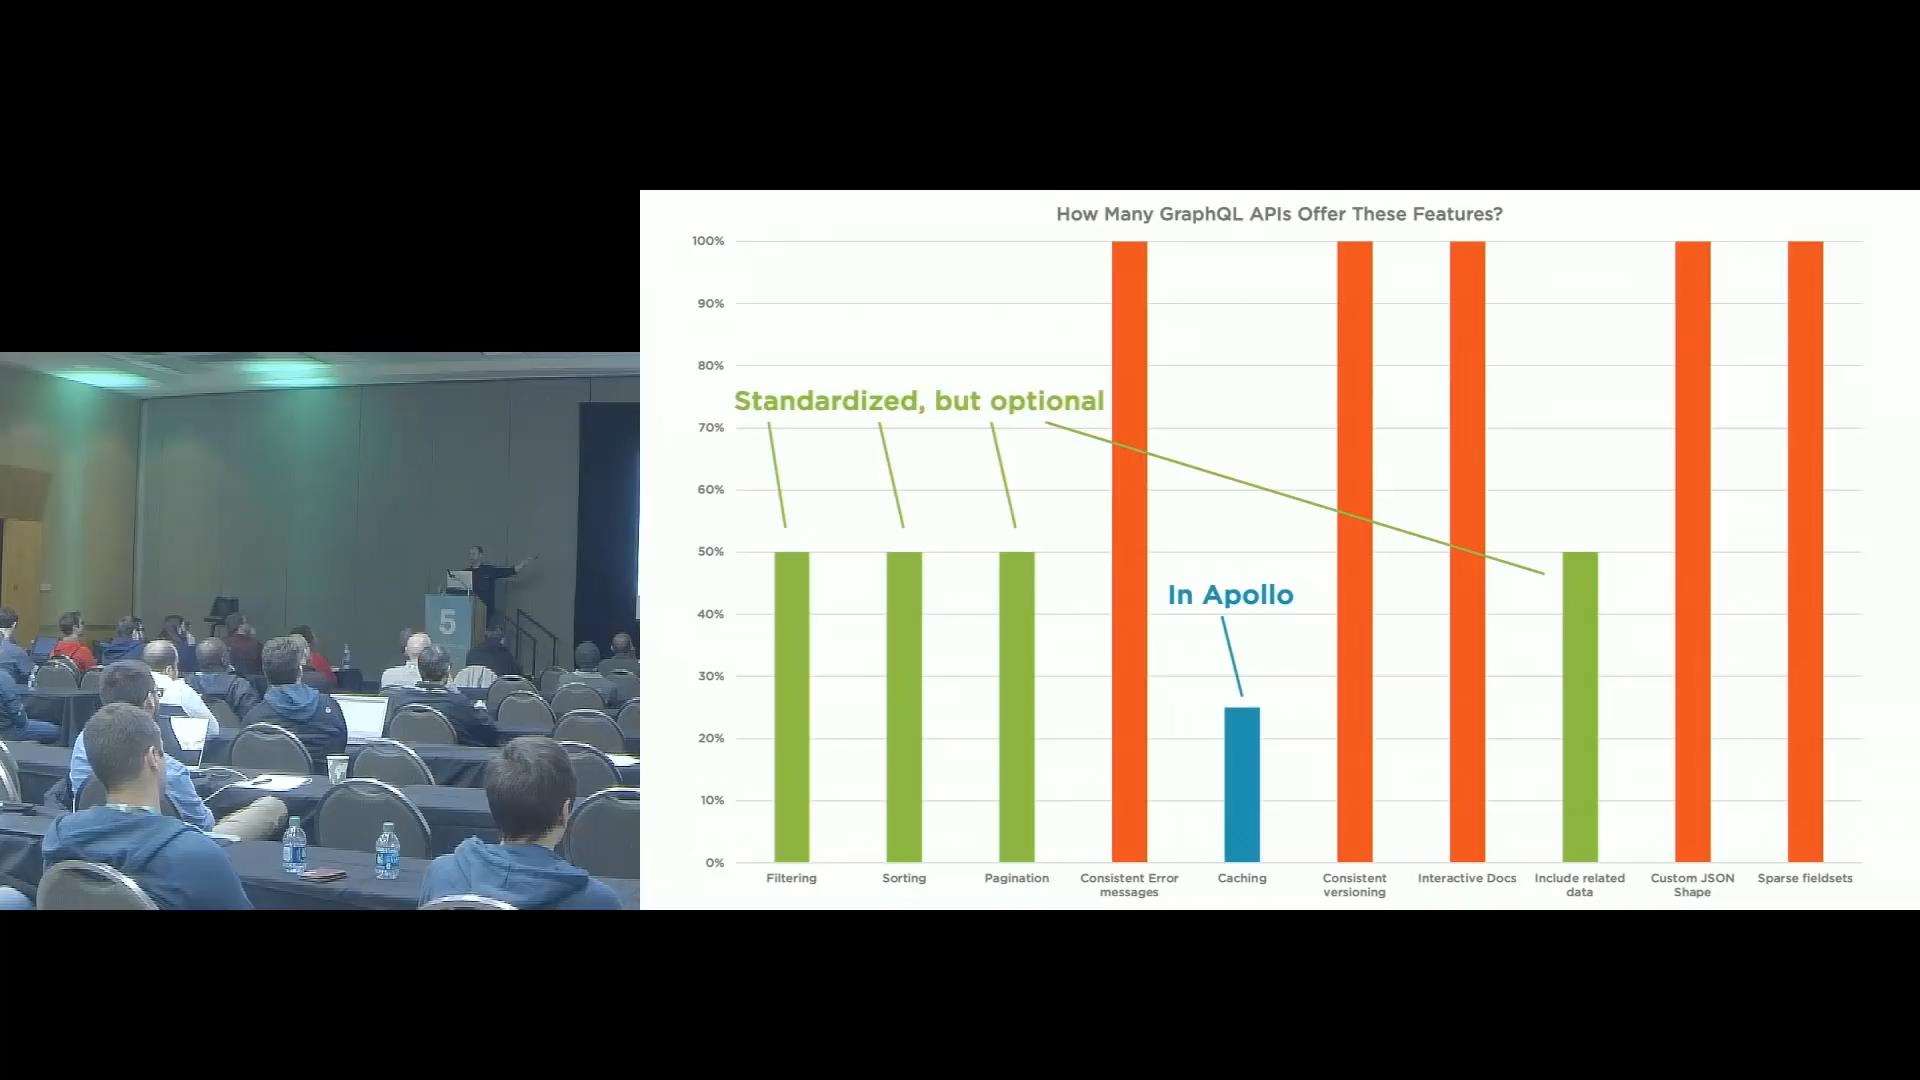 How Many GraphQL APIs Offer These Features?
100%
90%
80%
70%
60%
50%
40%
30%
20%
10%
0%
Standardized, but optional
In Apollo
Filtering
Sorting
Pagination
Consistent Error
messages
Caching
Consistent
versioning
Interactive Docs
Include related
data
Custom JSON
Shape
Sparse fieldsets
5